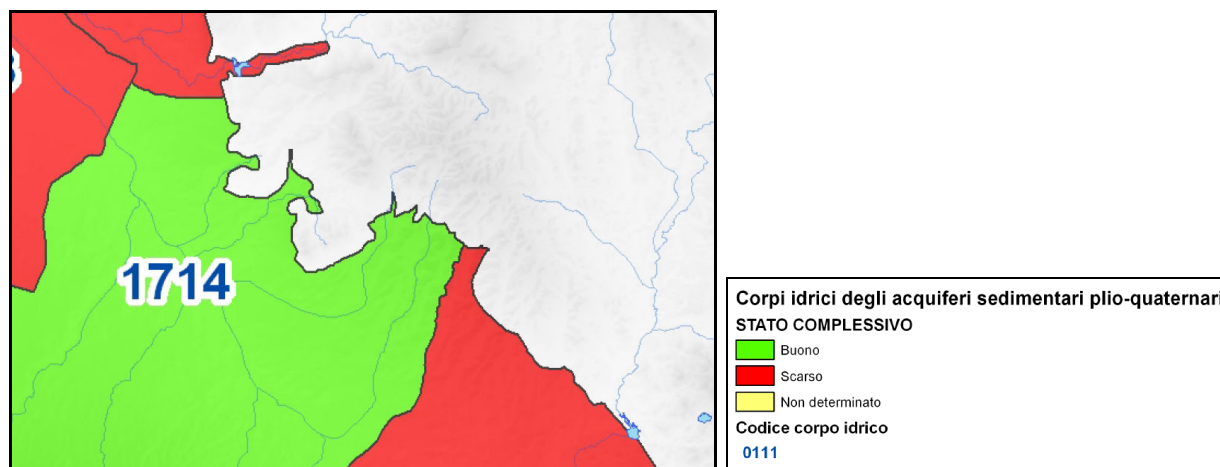 1714
Corpi idrici degli acquiferi sedimentari plio-quaternari
STATO COMPLESSIVO
Buono
Scarso
Non determinato
Codice corpo idrico
0111